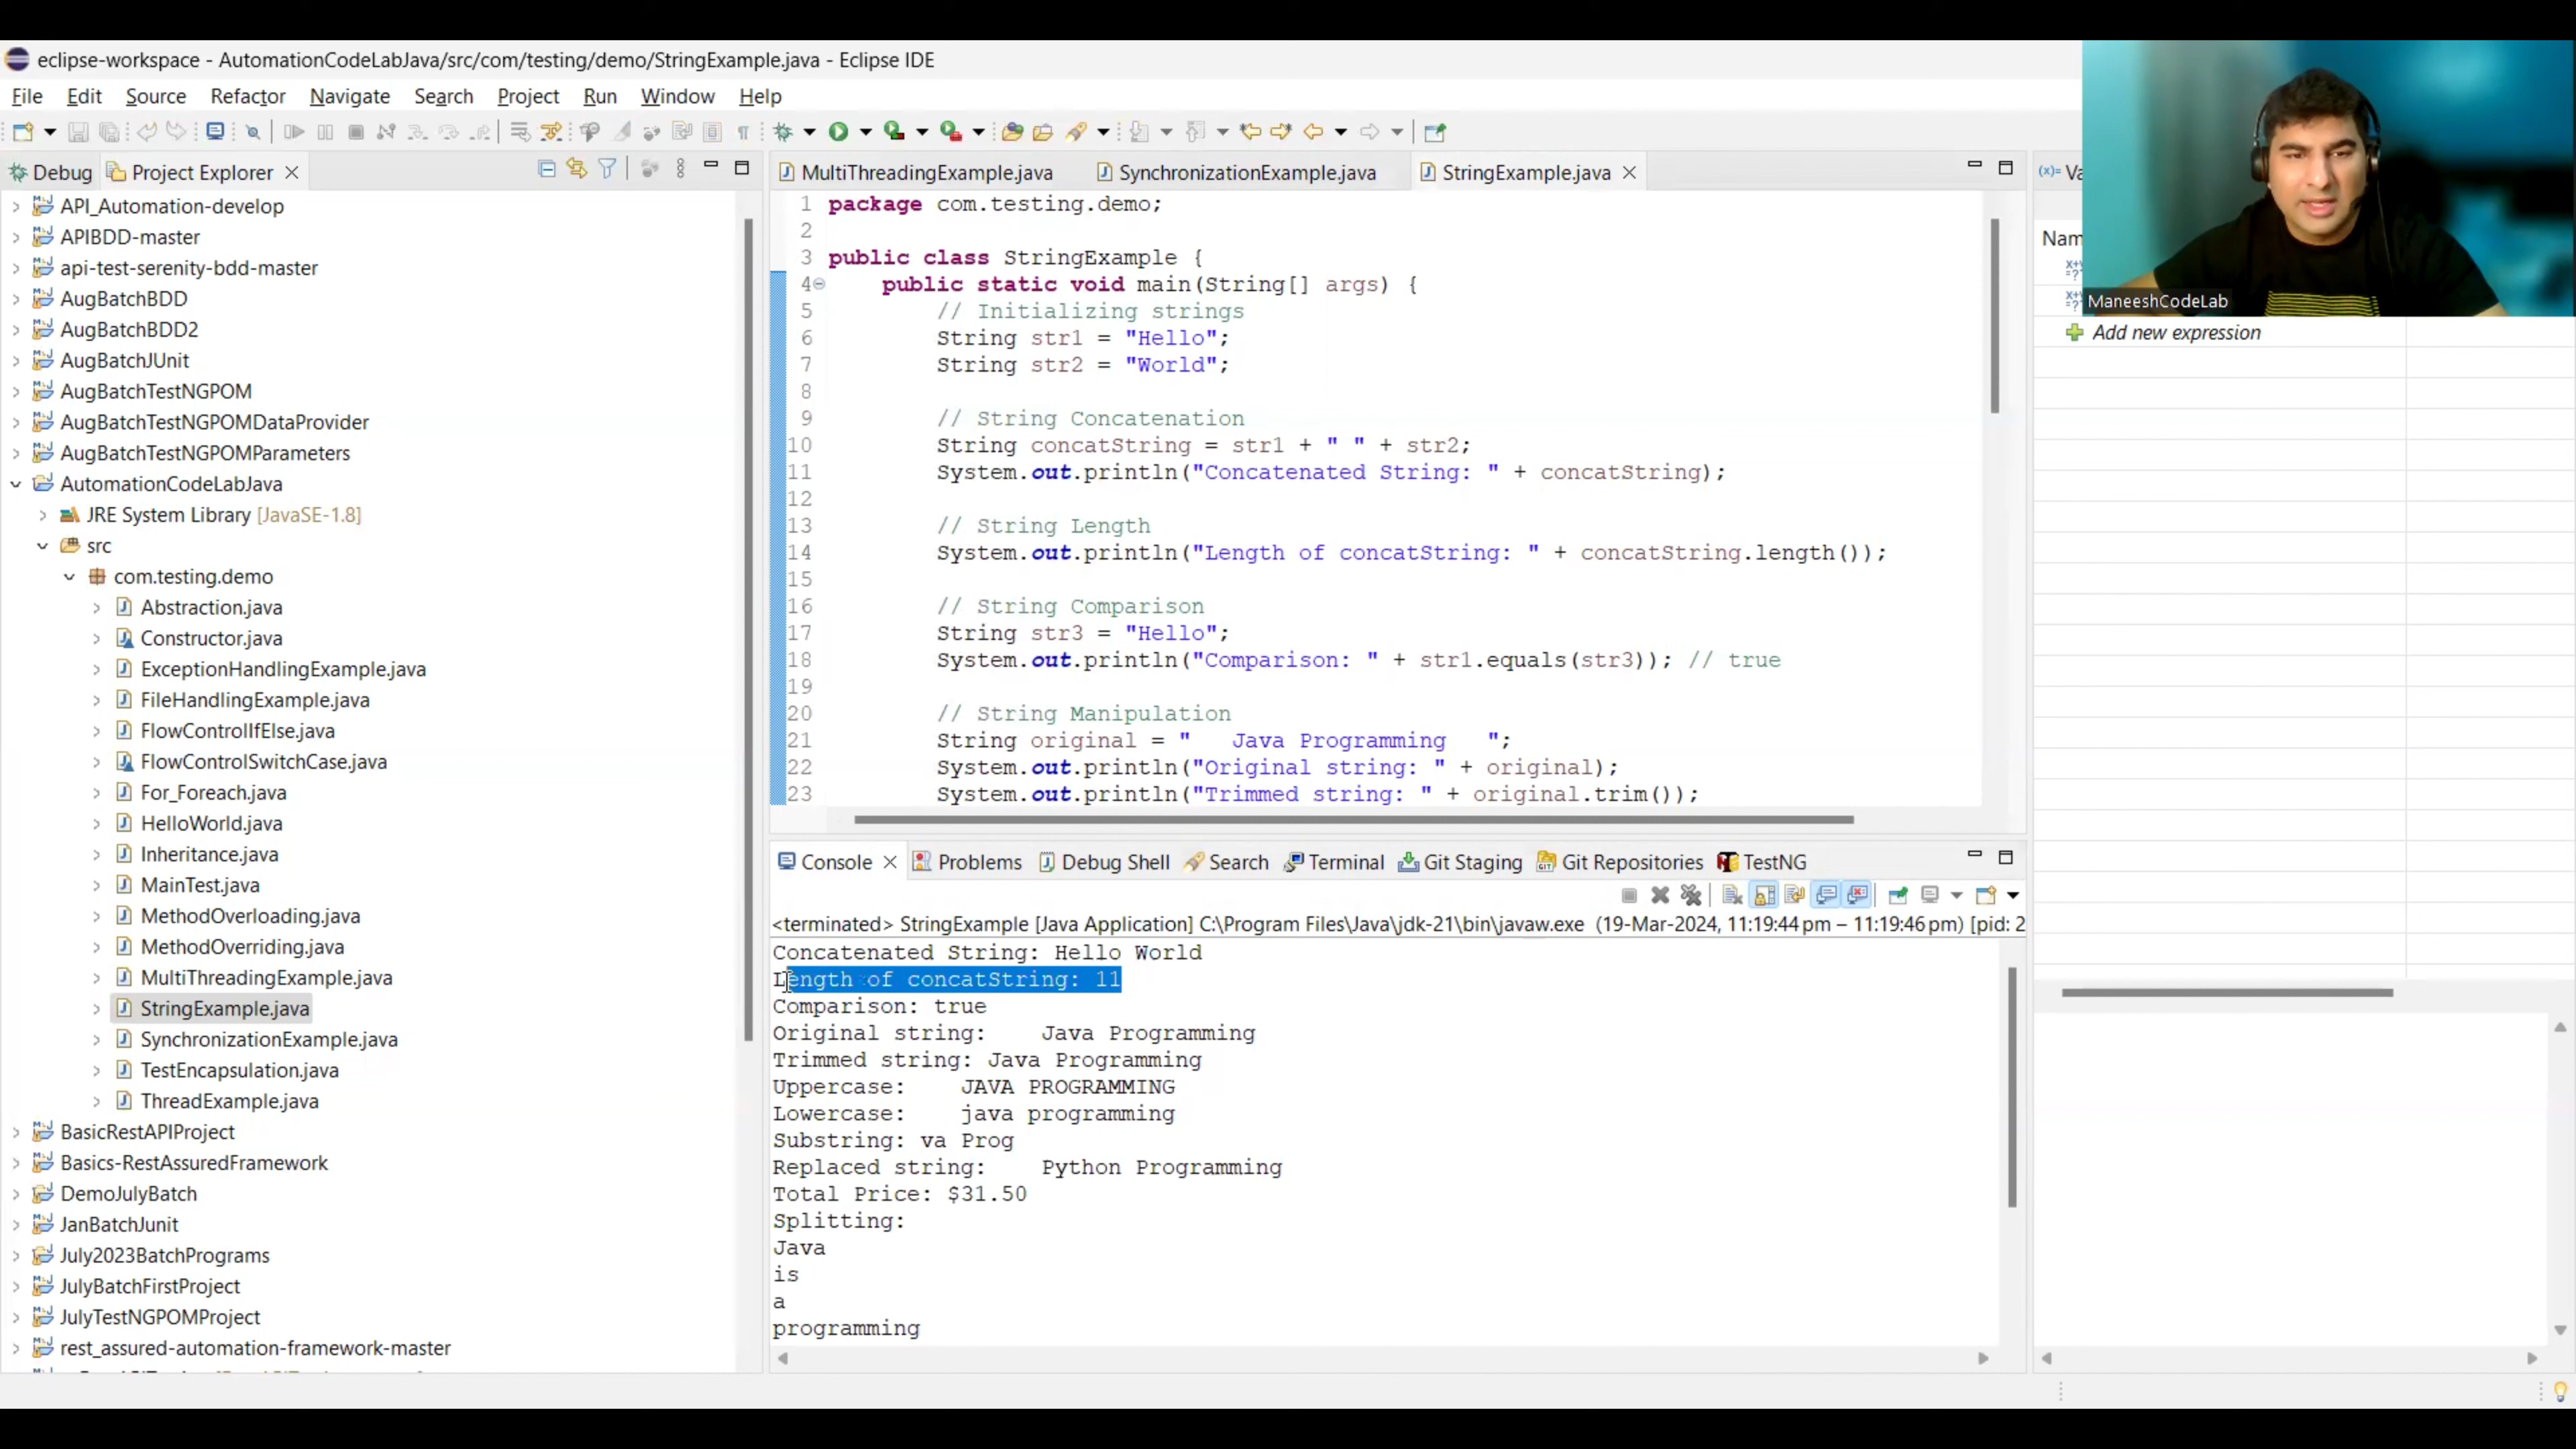 eclipse-workspace - AutomationCodeLabJava/src/com/testing/demo/StringExample.java - Eclipse IDE
File Edit Source Refactor Navigate Search Project Run Window Help
Debug Project Explorer
API_Automation-develop
APIBDD-master
api-test-serenity-bdd-master
AugBatchBDD
AugBatchBDD2
AugBatchJUnit
AugBatchTestNGPOM
AugBatchTestNGPOMDataProvider
AugBatchTestNGPOMParameters
AutomationCodeLabJava
JRE System Library [JavaSE-1.8]
src
com.testing.demo
Abstraction.java
Constructor.java
ExceptionHandlingExample.java
FileHandlingExample.java
FlowControlIfElse.java
FlowControlSwitchCase.java
For_Foreach.java
HelloWorld.java
Inheritance.java
MainTest.java
MethodOverloading.java
MethodOverriding.java
MultiThreadingExample.java
StringExample.java
SynchronizationExample.java
TestEncapsulation.java
ThreadExample.java
BasicRestAPIProject
Basics-RestAssuredFramework
DemoJulyBatch
JanBatchJunit
July2023BatchPrograms
JulyBatchFirstProject
JulyTestNGPOMProject
rest_assured-automation-framework-master
MultiThreadingExample.java SynchronizationExample.java StringExample.java
1 package com.testing.demo;
2
3 public class StringExample {
4 public static void main(String[] args) {
5 // Initializing strings
6 String str1 = "Hello";
7 String str2 = "World";
8
9 // String Concatenation
10 String concatString = str1 + " " + str2;
11 System.out.println("Concatenated String: " + concatString);
12
13 // String Length
14 System.out.println("Length of concatString: " + concatString.length());
15
16 // String Comparison
17 String str3 = "Hello";
18 System.out.println("Comparison: " + str1.equals(str3)); // true
19
20 // String Manipulation
21 String original = "   Java Programming   ";
22 System.out.println("Original string: " + original);
23 System.out.println("Trimmed string: " + original.trim());
Console Problems Debug Shell Search Terminal Git Staging Git Repositories TestNG
<terminated> StringExample [Java Application] C:\Program Files\Java\jdk-21\bin\javaw.exe (19-Mar-2024, 11:19:44 pm – 11:19:46 pm) [pid: 2
Concatenated String: Hello World
Length of concatString: 11
Comparison: true
Original string:    Java Programming
Trimmed string: Java Programming
Uppercase:    JAVA PROGRAMMING
Lowercase:    java programming
Substring: va Prog
Replaced string:    Python Programming
Total Price: $31.50
Splitting:
Java
is
a
programming
(x)= Va
Nam
ManeeshCodeLab
Add new expression